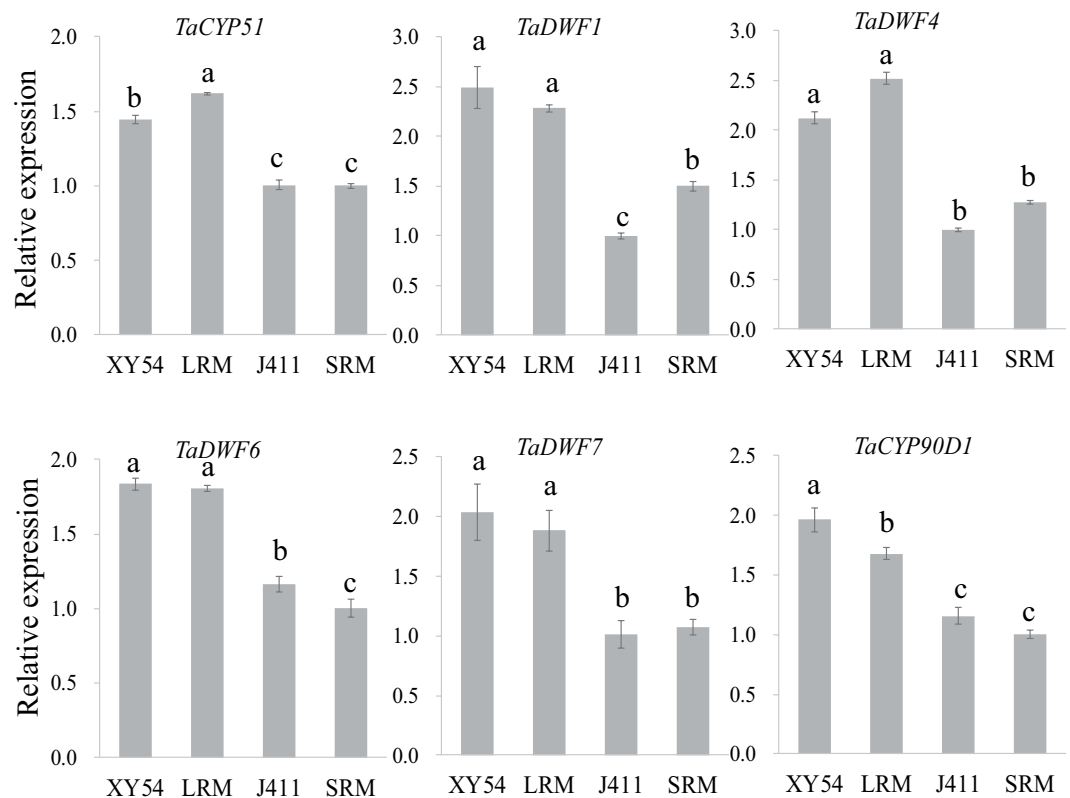 TaCYP51
Relative expression
2.0
1.5
1.0
0.5
0.0
b
a
c
c
XY54 LRM J411 SRM
TaDWF1
3.0
2.5
2.0
1.5
1.0
0.5
0.0
a
a
c
b
XY54 LRM J411 SRM
TaDWF4
3.0
2.5
2.0
1.5
1.0
0.5
0.0
a
a
b
b
XY54 LRM J411 SRM
TaDWF6
Relative expression
2.0
1.5
1.0
0.5
0.0
a
a
b
c
XY54 LRM J411 SRM
TaDWF7
2.5
2.0
1.5
1.0
0.5
0.0
a
a
b
b
XY54 LRM J411 SRM
TaCYP90D1
2.5
2.0
1.5
1.0
0.5
0.0
a
b
c
c
XY54 LRM J411 SRM